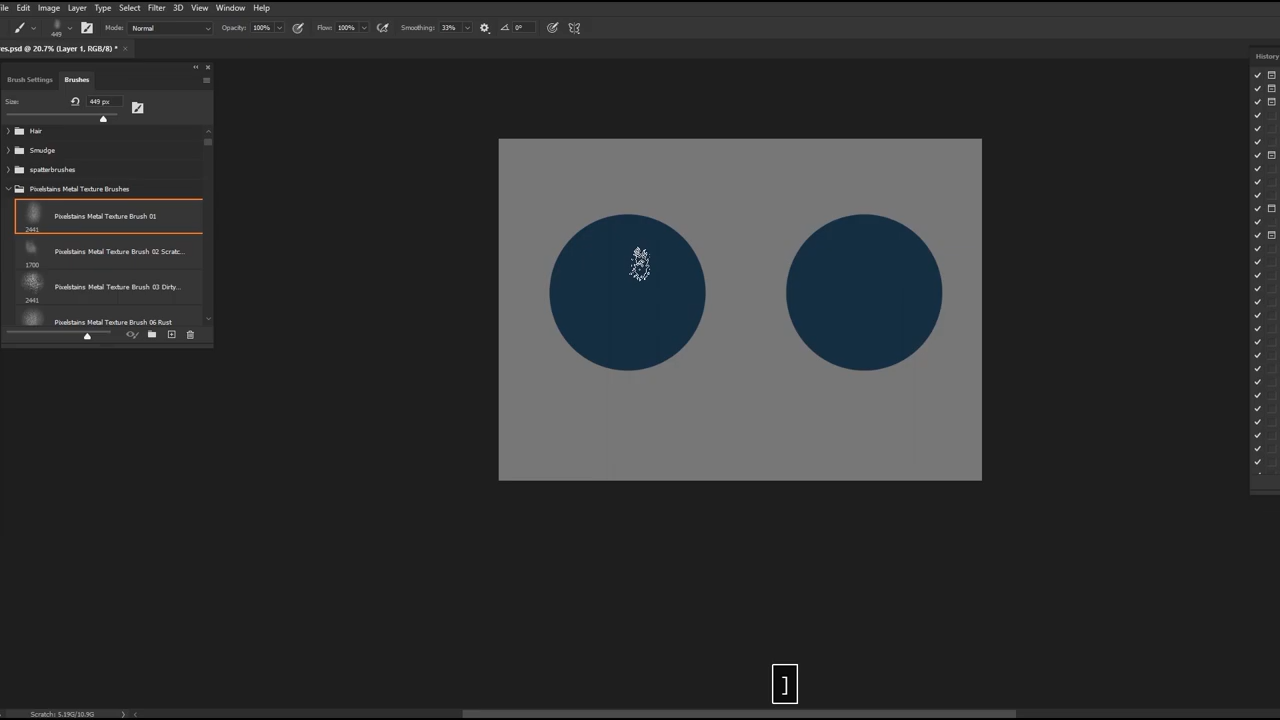 ile Edit Image Layer Type Select Filter 3D View Window Help
449 Mode: Normal Opacity: 100% Flow: 100% Smoothing: 33% 0°
es.psd @ 20.7% (Layer 1, RGB/8) * ×
History
Brush Settings Brushes
Size: 449 px
Hair
Smudge
spatterbrushes
Pixelstains Metal Texture Brushes
Pixelstains Metal Texture Brush 01
2441
Pixelstains Metal Texture Brush 02 Scratc...
1700
Pixelstains Metal Texture Brush 03 Dirty...
2441
Pixelstains Metal Texture Brush 06 Rust
]
Scratch: 5.19G/10.9G